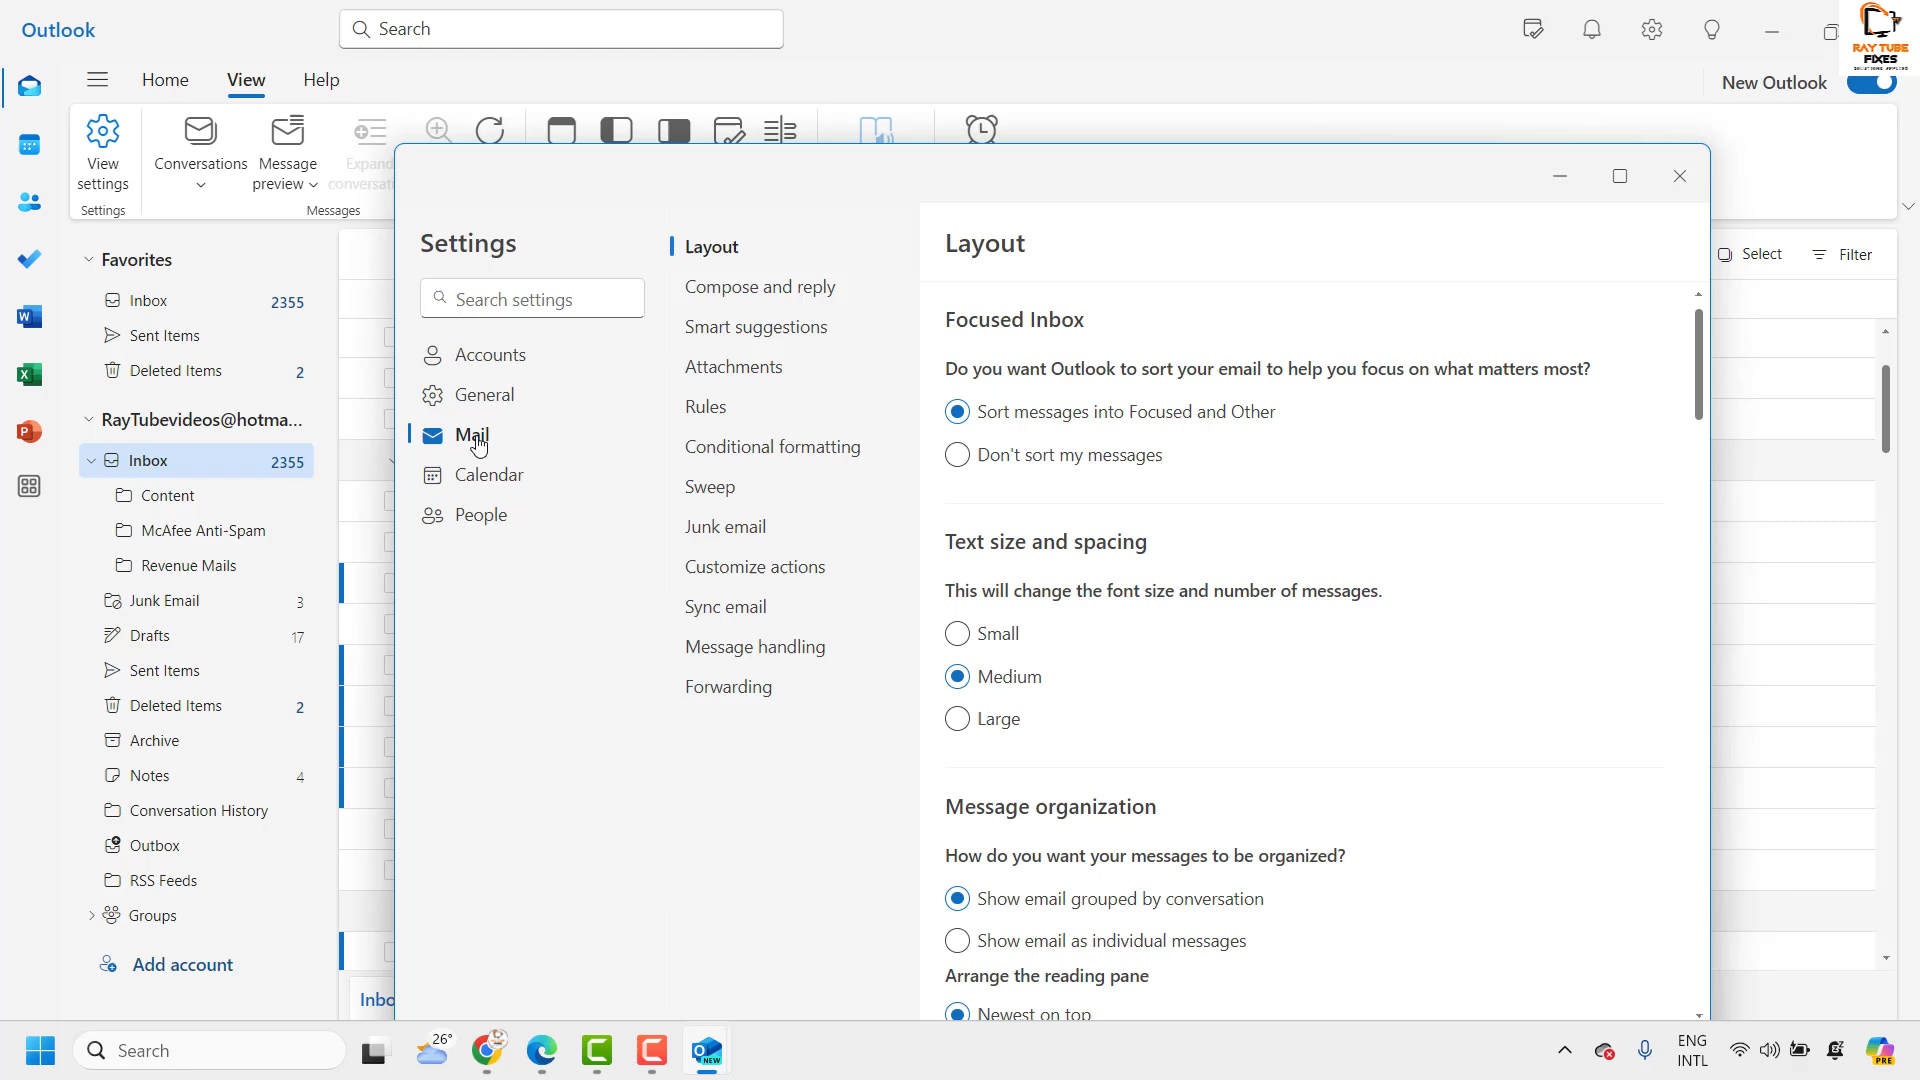 Outlook
Search
RAY TUBE
FIXES
Home
View
Help
New Outlook
View
settings
Conversations
Message
preview
Expand
Settings
Messages
Favorites
Inbox 2355
Sent Items
Deleted Items 2
RayTubevideos@hotma...
Inbox 2355
Content
McAfee Anti-Spam
Revenue Mails
Junk Email 3
Drafts 17
Sent Items
Deleted Items 2
Archive
Notes 4
Conversation History
Outbox
RSS Feeds
Groups
Add account
Settings
Search settings
Accounts
General
Mail
Calendar
People
Layout
Compose and reply
Smart suggestions
Attachments
Rules
Conditional formatting
Sweep
Junk email
Customize actions
Sync email
Message handling
Forwarding
Layout
Focused Inbox
Do you want Outlook to sort your email to help you focus on what matters most?
Sort messages into Focused and Other
Don't sort my messages
Text size and spacing
This will change the font size and number of messages.
Small
Medium
Large
Message organization
How do you want your messages to be organized?
Show email grouped by conversation
Show email as individual messages
Arrange the reading pane
Newest on top
Select
Filter
Search
26°
NEW
ENG
INTL
PRE